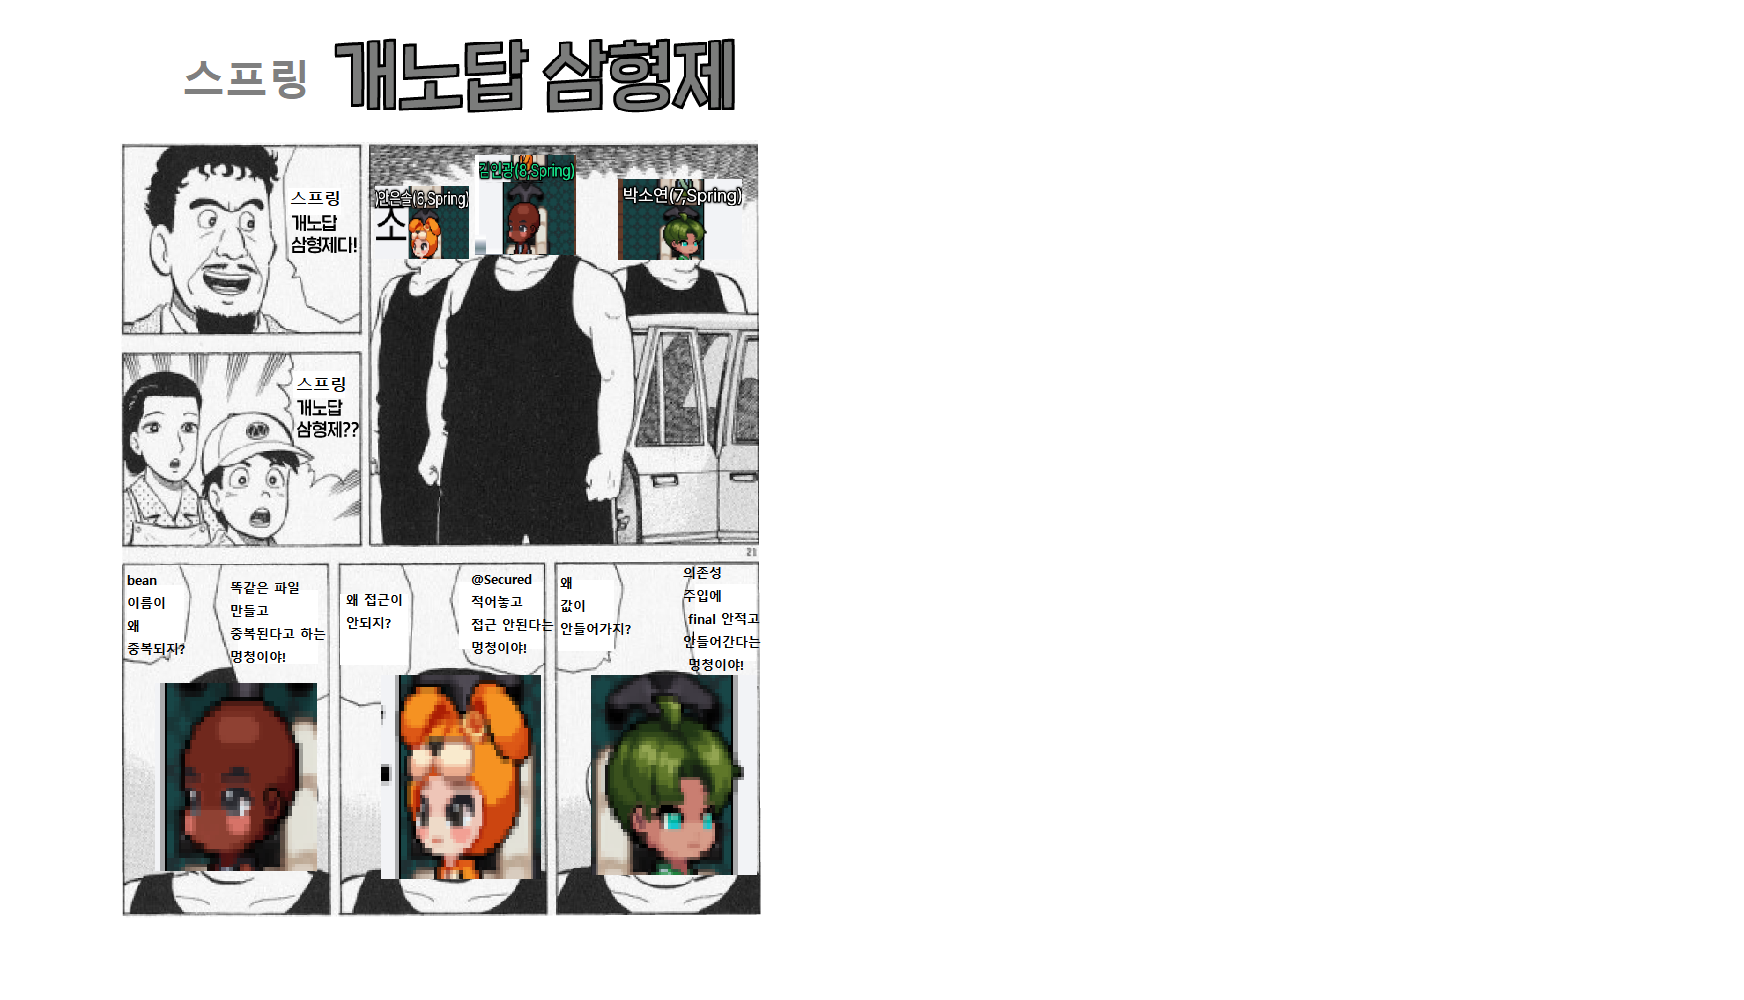 스프링 개노답 삼형제
스프링
개노답
삼형제다!
)안은솔(6,Spring)
소
김인광(8,Spring)
박소연(7,Spring)
스프링
개노답
삼형제??
21
bean
이름이
왜
중복되지?
똑같은 파일
만들고
중복된다고 하는
멍청이야!
왜 접근이
안되지?
@Secured
적어놓고
접근 안된다는
멍청이야!
왜
값이
안들어가지?
의존성
주입에
final 안적고
안들어간다는
멍청이야!